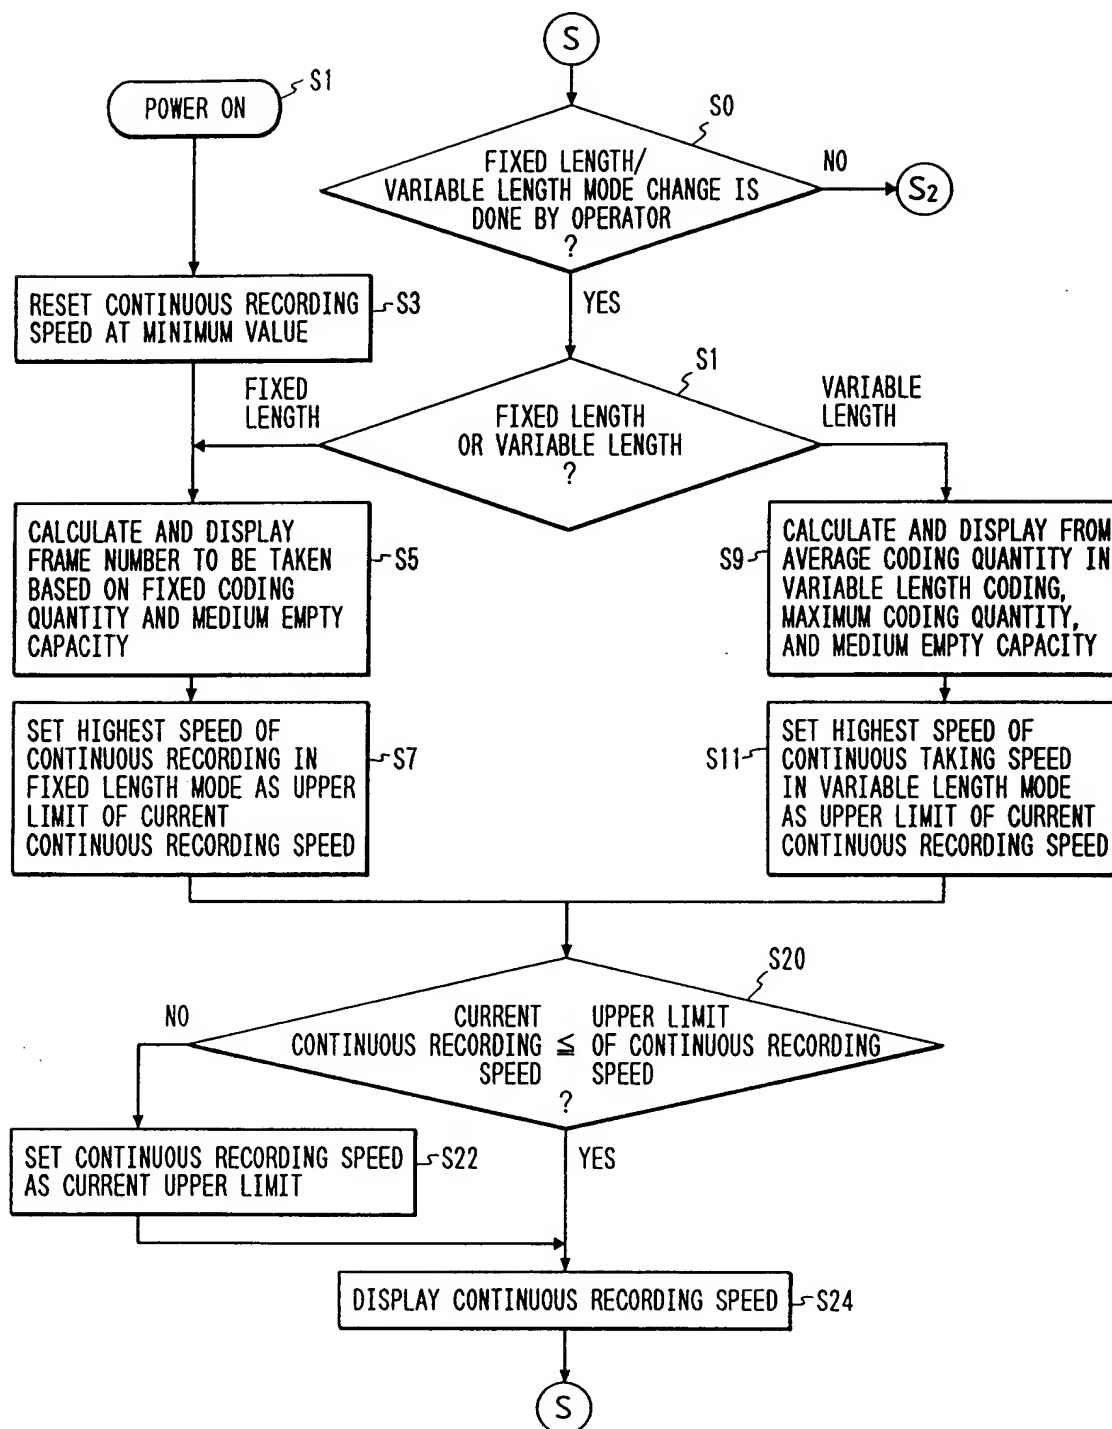 S
S1
POWER ON
S0
FIXED LENGTH/
VARIABLE LENGTH MODE CHANGE IS
DONE BY OPERATOR
?
NO
S2
YES
RESET CONTINUOUS RECORDING
SPEED AT MINIMUM VALUE
S3
S1
FIXED
LENGTH
FIXED LENGTH
OR VARIABLE LENGTH
?
VARIABLE
LENGTH
CALCULATE AND DISPLAY
FRAME NUMBER TO BE TAKEN
BASED ON FIXED CODING
QUANTITY AND MEDIUM EMPTY
CAPACITY
S5
S9
CALCULATE AND DISPLAY FROM
AVERAGE CODING QUANTITY IN
VARIABLE LENGTH CODING,
MAXIMUM CODING QUANTITY,
AND MEDIUM EMPTY CAPACITY
SET HIGHEST SPEED OF
CONTINUOUS RECORDING IN
FIXED LENGTH MODE AS UPPER
LIMIT OF CURRENT
CONTINUOUS RECORDING SPEED
S7
S11
SET HIGHEST SPEED OF
CONTINUOUS TAKING SPEED
IN VARIABLE LENGTH MODE
AS UPPER LIMIT OF CURRENT
CONTINUOUS RECORDING SPEED
S20
NO
CURRENT UPPER LIMIT
CONTINUOUS RECORDING ≦ OF CONTINUOUS RECORDING
SPEED SPEED
?
YES
SET CONTINUOUS RECORDING SPEED
AS CURRENT UPPER LIMIT
S22
DISPLAY CONTINUOUS RECORDING SPEED
S24
S